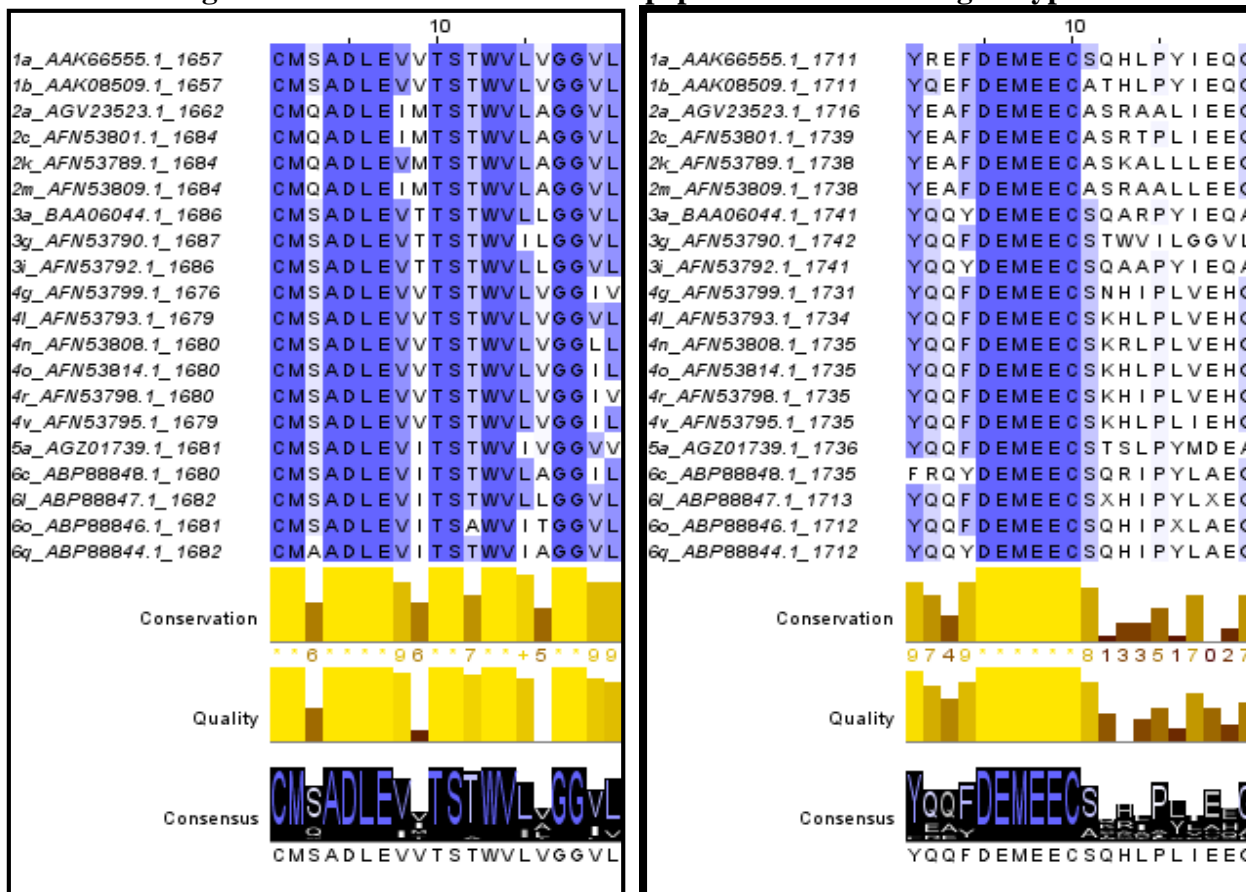 10
1a_AAK66555.1_1657 CMSADLEVVTSTWVLVGGVL
1b_AAK08509.1_1657 CMSADLEVVTSTWVLVGGVL
2a_AGV23523.1_1662 CMQADLEIMTSTWVLAGGVL
2c_AFN53801.1_1684 CMQADLEIMTSTWVLAGGVL
2k_AFN53789.1_1684 CMQADLEVMTSTWVLAGGVL
2m_AFN53809.1_1684 CMQADLEIMTSTWVLAGGVL
3a_BAA06044.1_1686 CMSADLEVTTSTWVLLGGVL
3g_AFN53790.1_1687 CMSADLEVTTSTWVILGGVL
3i_AFN53792.1_1686 CMSADLEVTTSTWVLLGGVL
4g_AFN53799.1_1676 CMSADLEVVTSTWVLVGGIV
4l_AFN53793.1_1679 CMSADLEVVTSTWVLVGGVL
4n_AFN53808.1_1680 CMSADLEVVTSTWVLVGGLL
4o_AFN53814.1_1680 CMSADLEVVTSTWVLVGGIL
4r_AFN53798.1_1680 CMSADLEVVTSTWVLVGGIV
4v_AFN53795.1_1679 CMSADLEVVTSTWVLVGGIL
5a_AGZ01739.1_1681 CMSADLEVITSTWVIVGGVV
6c_ABP88848.1_1680 CMSADLEVITSTWVLAGGIL
6l_ABP88847.1_1682 CMSADLEVITSTWVLLGGVL
6o_ABP88846.1_1681 CMSADLEVITSAWVITGGVL
6q_ABP88844.1_1682 CMAADLEVITSTWVIAGGVL
Conservation
**6****96**7**+5**99
Quality
Consensus
CMSADLEVVTSTWVLVGGVL
10
1a_AAK66555.1_1711 YREFDEMEECSQHLPYIEQ
1b_AAK08509.1_1711 YQEFDEMEECATHLPYIEQ
2a_AGV23523.1_1716 YEAFDEMEECASRAALIEE
2c_AFN53801.1_1739 YEAFDEMEECASRTPLIEE
2k_AFN53789.1_1738 YEAFDEMEECASKALLLEE
2m_AFN53809.1_1738 YEAFDEMEECASRAALLEE
3a_BAA06044.1_1741 YQQYDEMEECSQARPYIEQA
3g_AFN53790.1_1742 YQQFDEMEECSTWVILGGVL
3i_AFN53792.1_1741 YQQYDEMEECSQAAPYIEQA
4g_AFN53799.1_1731 YQQFDEMEECSNHIPLVEH
4l_AFN53793.1_1734 YQQFDEMEECSKHLPLVEH
4n_AFN53808.1_1735 YQQFDEMEECSKRLPLVEH
4o_AFN53814.1_1735 YQQFDEMEECSKHLPLVEH
4r_AFN53798.1_1735 YQQFDEMEECSKHIPLVEH
4v_AFN53795.1_1735 YQQFDEMEECSKHLPLIEH
5a_AGZ01739.1_1736 YQQFDEMEECSTSLPYMDEA
6c_ABP88848.1_1735 FRQYDEMEECSQRIPYLAE
6l_ABP88847.1_1713 YQQFDEMEECSXHIPYLXE
6o_ABP88846.1_1712 YQQFDEMEECSQHIPXLAE
6q_ABP88844.1_1712 YQQYDEMEECSQHIPYLAE
Conservation
9749******8133517027
Quality
Consensus
YQQFDEMEECSQHLPLIEE